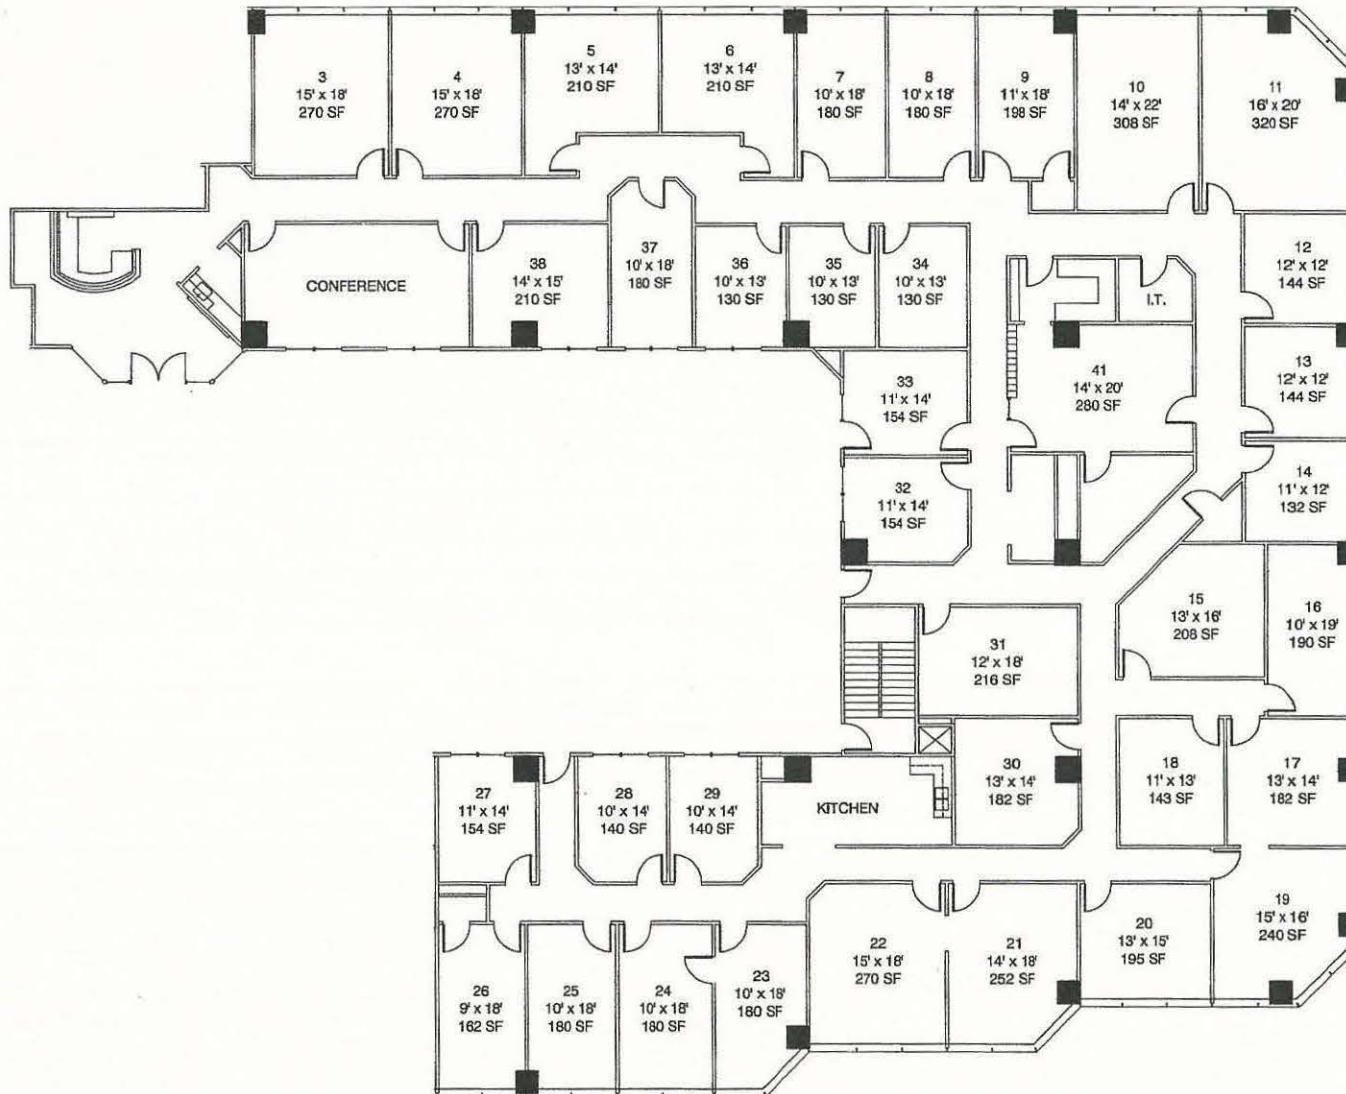 3
15' x 18'
270 SF
4
15' x 18'
270 SF
5
13' x 14'
210 SF
6
13' x 14'
210 SF
7
10' x 18'
180 SF
8
10' x 18'
180 SF
9
11' x 18'
198 SF
10
14' x 22'
308 SF
11
16' x 20'
320 SF
CONFERENCE
38
14' x 15'
210 SF
37
10' x 18'
180 SF
36
10' x 13'
130 SF
35
10' x 13'
130 SF
34
10' x 13'
130 SF
I.T.
12
12' x 12'
144 SF
33
11' x 14'
154 SF
41
14' x 20'
280 SF
13
12' x 12'
144 SF
32
11' x 14'
154 SF
14
11' x 12'
132 SF
15
13' x 16'
208 SF
16
10' x 19'
190 SF
31
12' x 18'
216 SF
27
11' x 14'
154 SF
28
10' x 14'
140 SF
29
10' x 14'
140 SF
KITCHEN
30
13' x 14'
182 SF
18
11' x 13'
143 SF
17
13' x 14'
182 SF
26
9' x 18'
162 SF
25
10' x 18'
180 SF
24
10' x 18'
180 SF
23
10' x 18'
180 SF
22
15' x 18'
270 SF
21
14' x 18'
252 SF
20
13' x 15'
195 SF
19
15' x 16'
240 SF